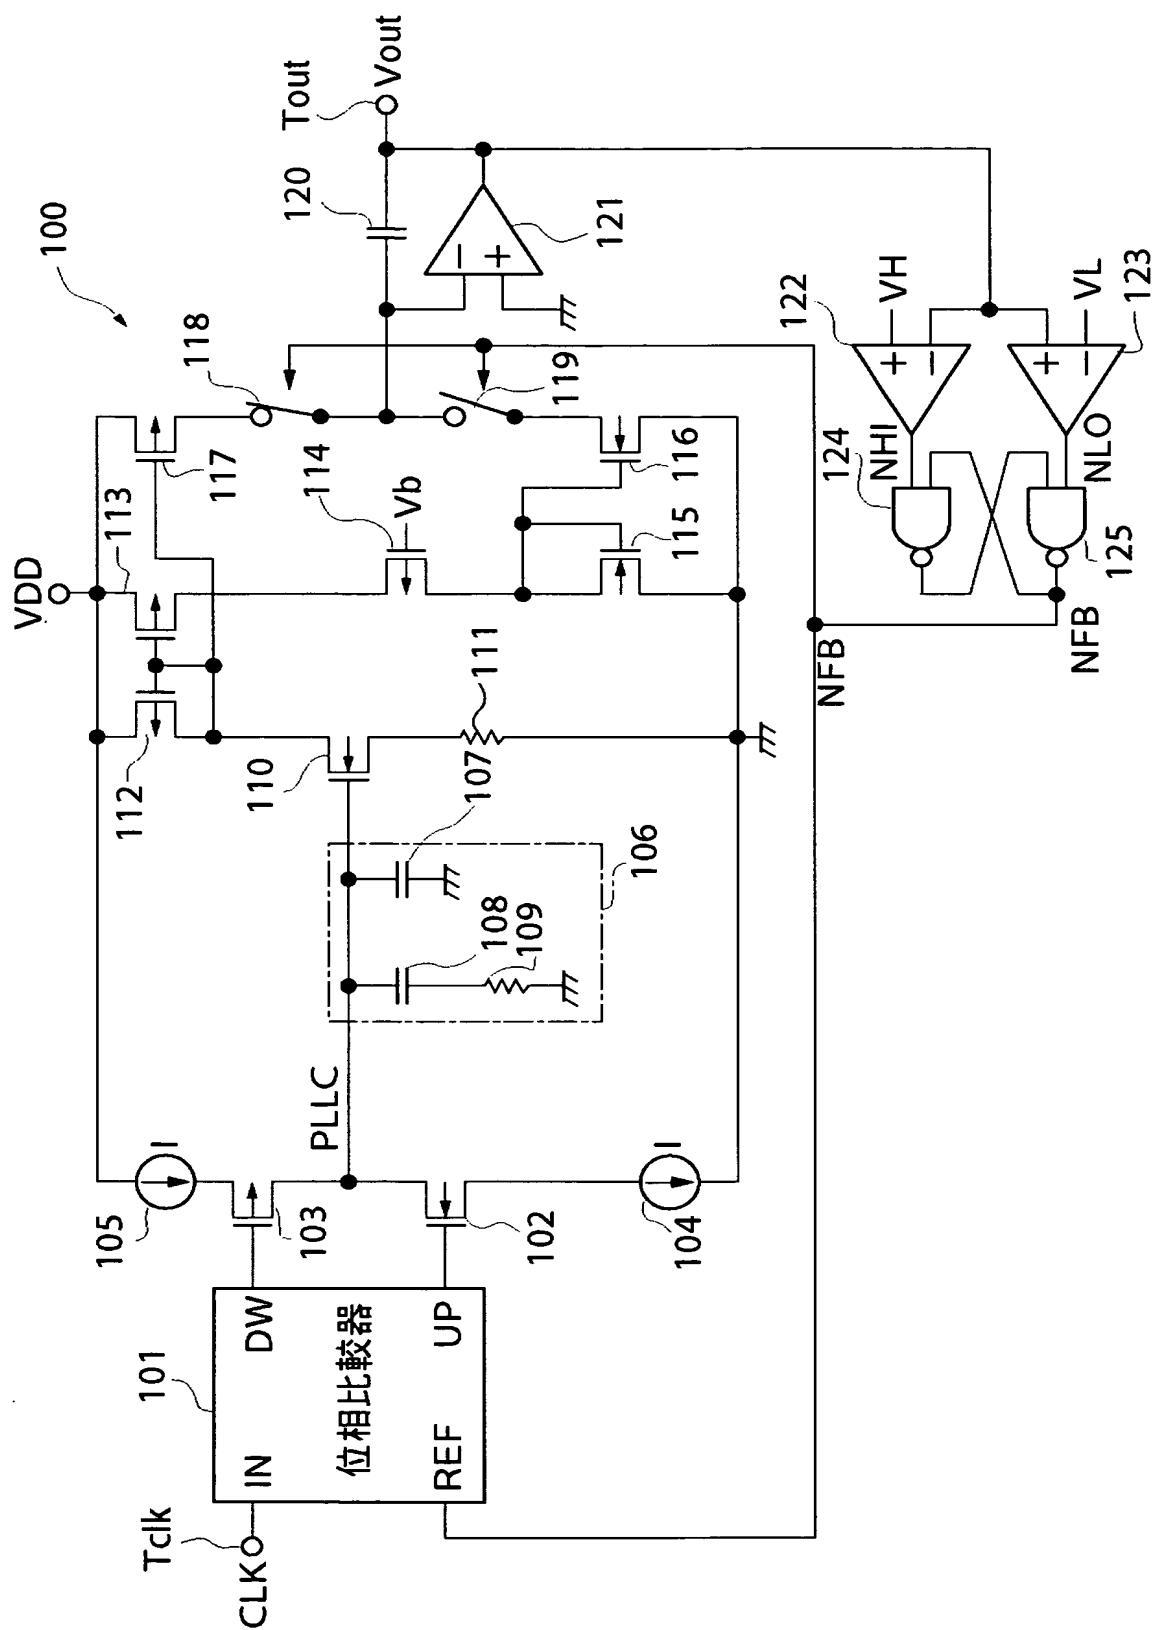 100
VDD
Tout
Vout
120
121
118
119
117
113
114
Vb
116
115
112
110
111
107
106
108
109
PLLC
105
I
103
102
104
I
101
IN
DW
位相比較器
REF
UP
Tclk
CLK
122
VH
+
−
123
VL
+
−
124
NHI
NLO
125
NFB
NFB
−
+